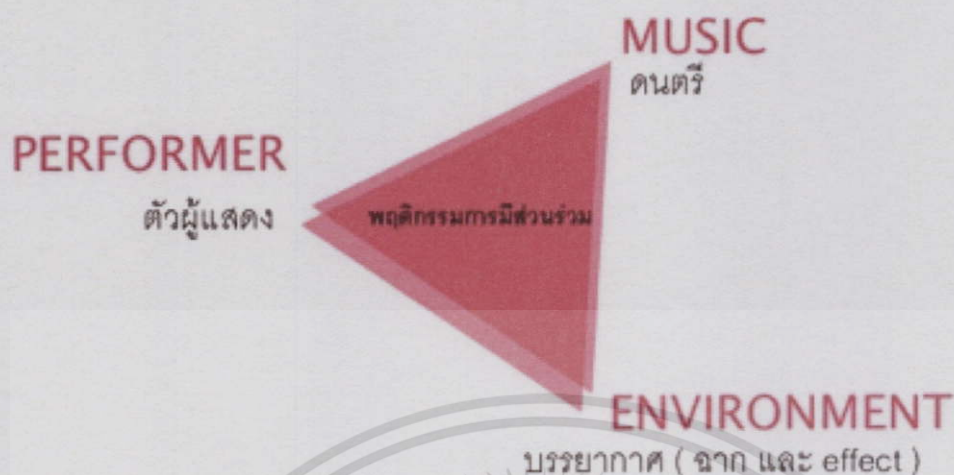 MUSIC
ดนตรี
PERFORMER
ตัวผู้แสดง
พฤติกรรมการมีส่วนร่วม
ENVIRONMENT
บรรยากาศ ( ฉาก และ effect )